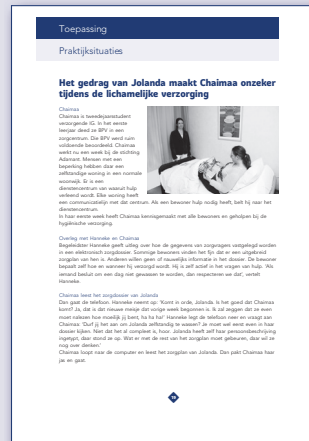 Toepassing
Praktijksituaties
Het gedrag van Jolanda maakt Chaimaa onzeker
tijdens de lichamelijke verzorging
Chaimaa
Chaimaa is tweedejaarsstudent
verzorgende IG. In het eerste
leerjaar deed ze BPV in een
zorgcentrum. Die BPV werd ruim
voldoende beoordeeld. Chaimaa
werkt nu een week bij de stichting
Adamant. Mensen met een
beperking hebben daar een
zelfstandige woning in een normale
woonwijk. Er is een
dienstencentrum van waaruit hulp
verleend wordt. Elke woning heeft
een communicatielijn met dat centrum. Als een bewoner hulp nodig heeft, belt hij naar het
dienstencentrum.
In haar eerste week heeft Chaimaa kennisgemaakt met alle bewoners en geholpen bij de
hygiënische verzorging.
Overleg met Hanneke en Chaimaa
Begeleidster Hanneke geeft uitleg over hoe de gegevens van zorgvragers vastgelegd worden
in een elektronisch zorgdossier. Sommige bewoners vinden het fijn dat er een uitgebreid
zorgplan van hen is. Anderen willen geen of nauwelijks informatie in het dossier. De bewoner
bepaalt zelf hoe en wanneer hij verzorgd wordt. Hij is zelf actief in het vragen van hulp. 'Als
iemand besluit om een dag niet gewassen te worden, dan respecteren we dat', vertelt
Hanneke.
Chaimaa leest het zorgdossier van Jolanda
Dan gaat de telefoon. Hanneke neemt op: 'Komt in orde, Jolanda. Is het goed dat Chaimaa
komt? Ja, dat is dat nieuwe meisje dat vorige week begonnen is. Ik zal zeggen dat ze even
moet nalezen hoe moeilijk jij bent, ha ha ha!' Hanneke legt de telefoon neer en vraagt aan
Chaimaa: 'Durf jij het aan om Jolanda zelfstandig te wassen? Je moet wel eerst even in haar
dossier kijken. Niet dat het al compleet is, hoor. Jolanda heeft zelf haar persoonsbeschrijving
ingetypt, daar stond ze op. Wat er met de rest van het zorgplan moet gebeuren, daar wil ze
nog over denken.'
Chaimaa loopt naar de computer en leest het zorgplan van Jolanda. Dan pakt Chaimaa haar
jas en gaat.